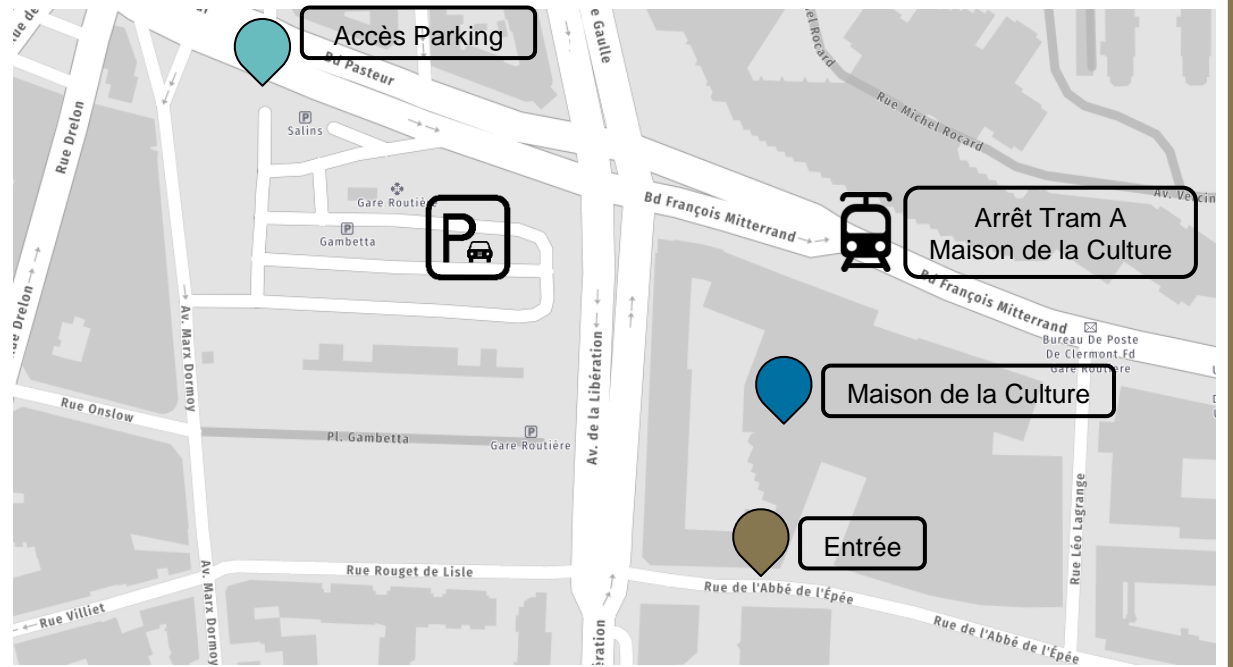 Accès Parking
Bd Pasteur
Gaulle
Rue Michel Rocard
Rue Michel Rocard
Rue Drelon
P
Salins
Gare Routière
P
Gambetta
P
Bd François Mitterrand
Arrêt Tram A
Maison de la Culture
Bd François Mitterrand
Bureau De Poste
De Clermont Fd
Gare Routière
Drelon
Av. Marx Dormoy
Av. de la Libération
Maison de la Culture
Rue Onslow
Pl. Gambetta
P
Gare Routière
Entrée
Rue Léo Lagrange
Rue Rouget de Lisle
Rue de l'Abbé de l'Épée
Rue Villiet
Av. Marx Dormoy
Rue de l'Abbé de l'Épée